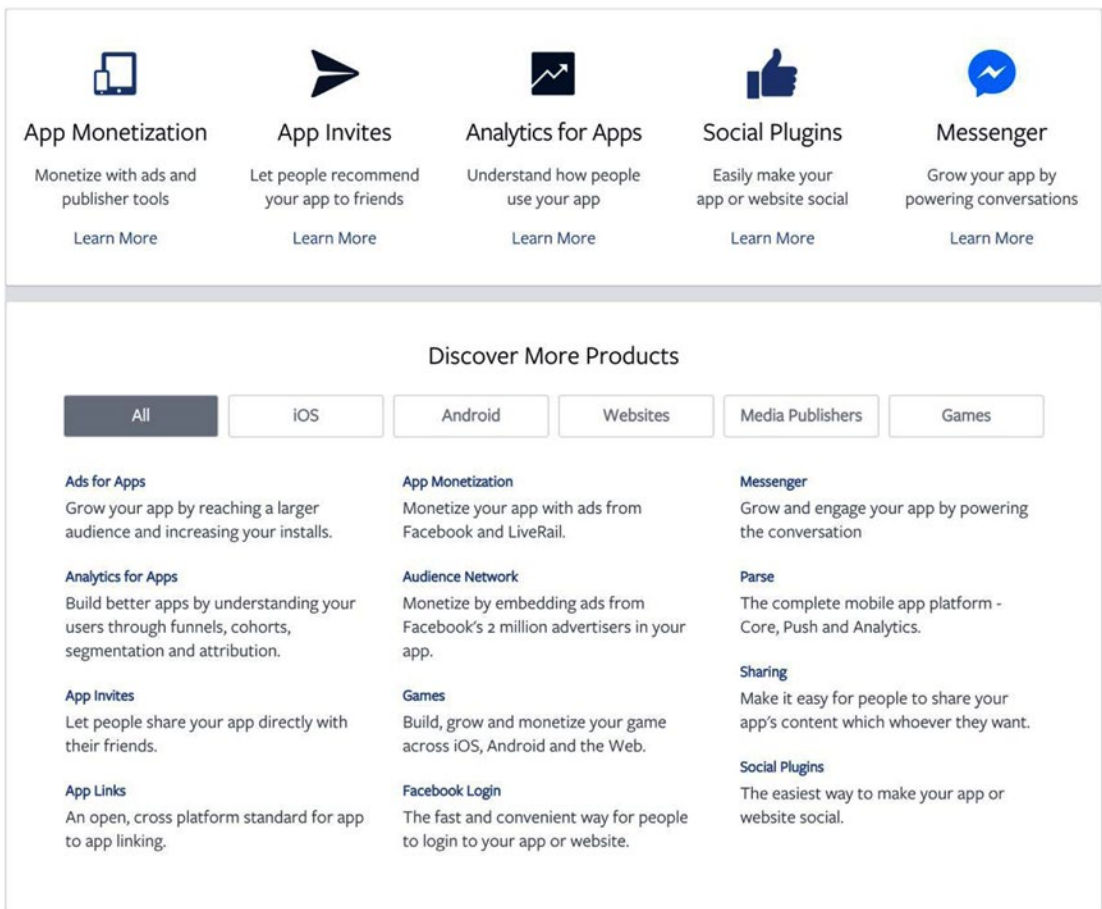 App Monetization
Monetize with ads and
publisher tools
Learn More
App Invites
Let people recommend
your app to friends
Learn More
Analytics for Apps
Understand how people
use your app
Learn More
Social Plugins
Easily make your
app or website social
Learn More
Messenger
Grow your app by
powering conversations
Learn More
Discover More Products
All
iOS
Android
Websites
Media Publishers
Games
Ads for Apps
Grow your app by reaching a larger
audience and increasing your installs.
Analytics for Apps
Build better apps by understanding your
users through funnels, cohorts,
segmentation and attribution.
App Invites
Let people share your app directly with
their friends.
App Links
An open, cross platform standard for app
to app linking.
App Monetization
Monetize your app with ads from
Facebook and LiveRail.
Audience Network
Monetize by embedding ads from
Facebook's 2 million advertisers in your
app.
Games
Build, grow and monetize your game
across iOS, Android and the Web.
Facebook Login
The fast and convenient way for people
to login to your app or website.
Messenger
Grow and engage your app by powering
the conversation
Parse
The complete mobile app platform -
Core, Push and Analytics.
Sharing
Make it easy for people to share your
app's content which whoever they want.
Social Plugins
The easiest way to make your app or
website social.